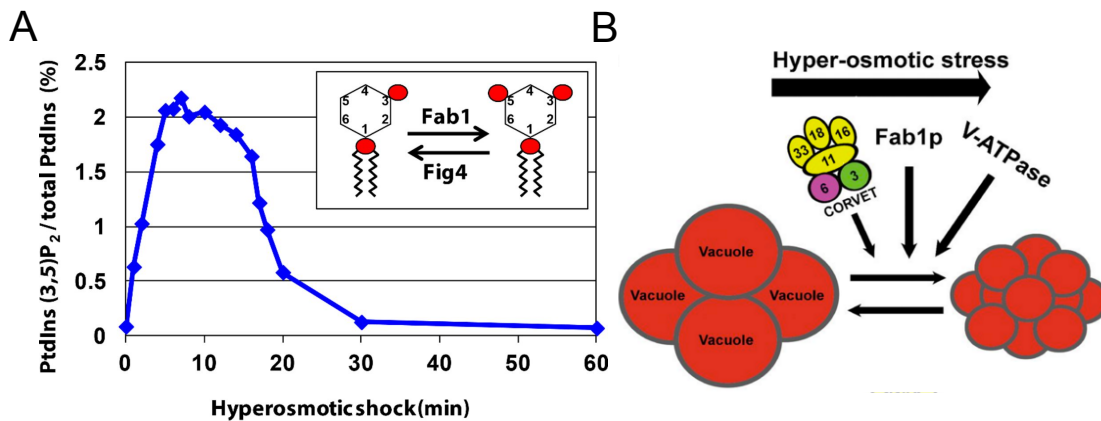 A
PtdIns (3,5)P2 / total PtdIns (%)
2.5
2
1.5
1
0.5
0
0 10 20 30 40 50 60
Hyperosmotic shock (min)
4
5 3
6 2
1
Fab1
Fig4
4
5 3
6 2
1
B
Hyper-osmotic stress
33 18 16
11
6 3
CORVET
Fab1p
V-ATPase
Vacuole
Vacuole Vacuole
Vacuole